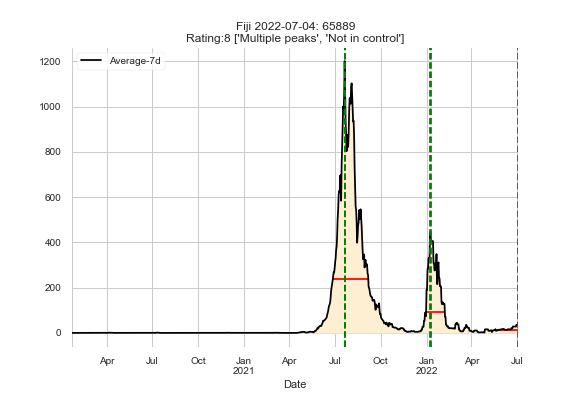 Fiji 2022-07-04: 65889
Rating:8 ['Multiple peaks', 'Not in control']
Average-7d
1200
1000
800
600
400
200
0
Apr Jul Oct Jan Apr Jul Oct Jan Apr Jul
2021 2022
Date